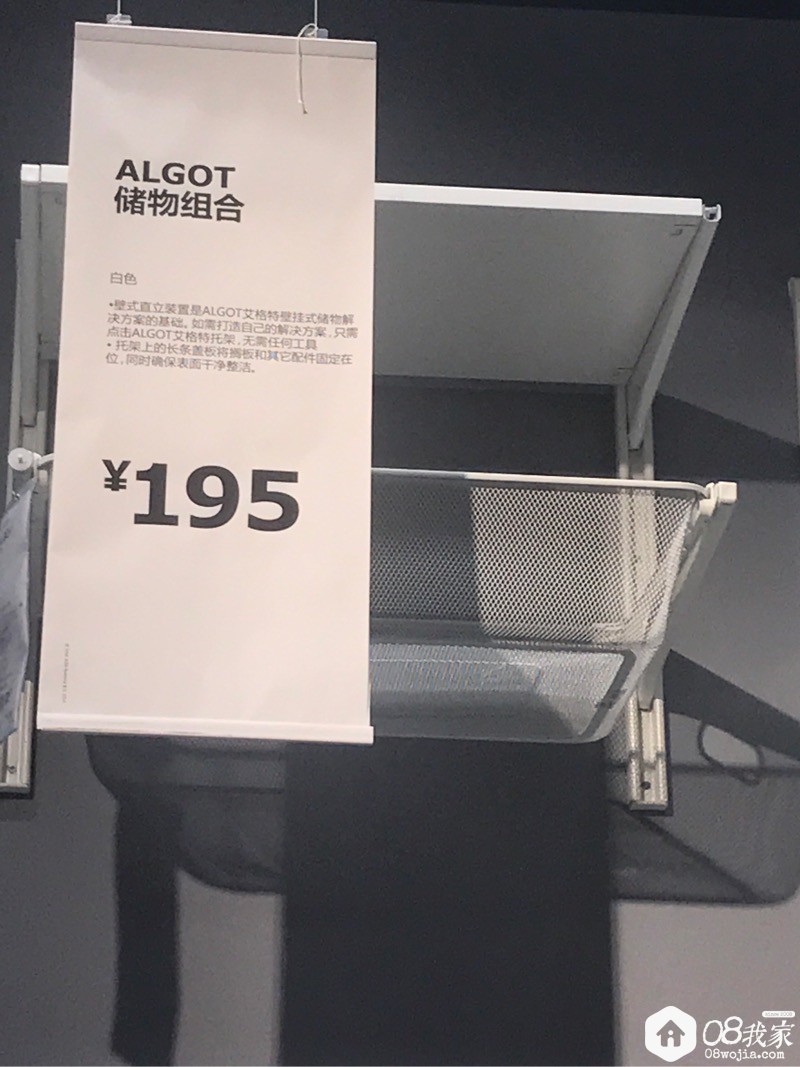 ALGOT
储物组合
白色
•壁式直立装置是ALGOT艾格特壁挂式储物解
决方案的基础。如需打造自己的解决方案，只需
点击ALGOT艾格特托架，无需任何工具
• 托架上的长条盖板将搁板和其它配件固定在
位，同时确保表面干净整洁。
¥195
08我家
08wojia.com